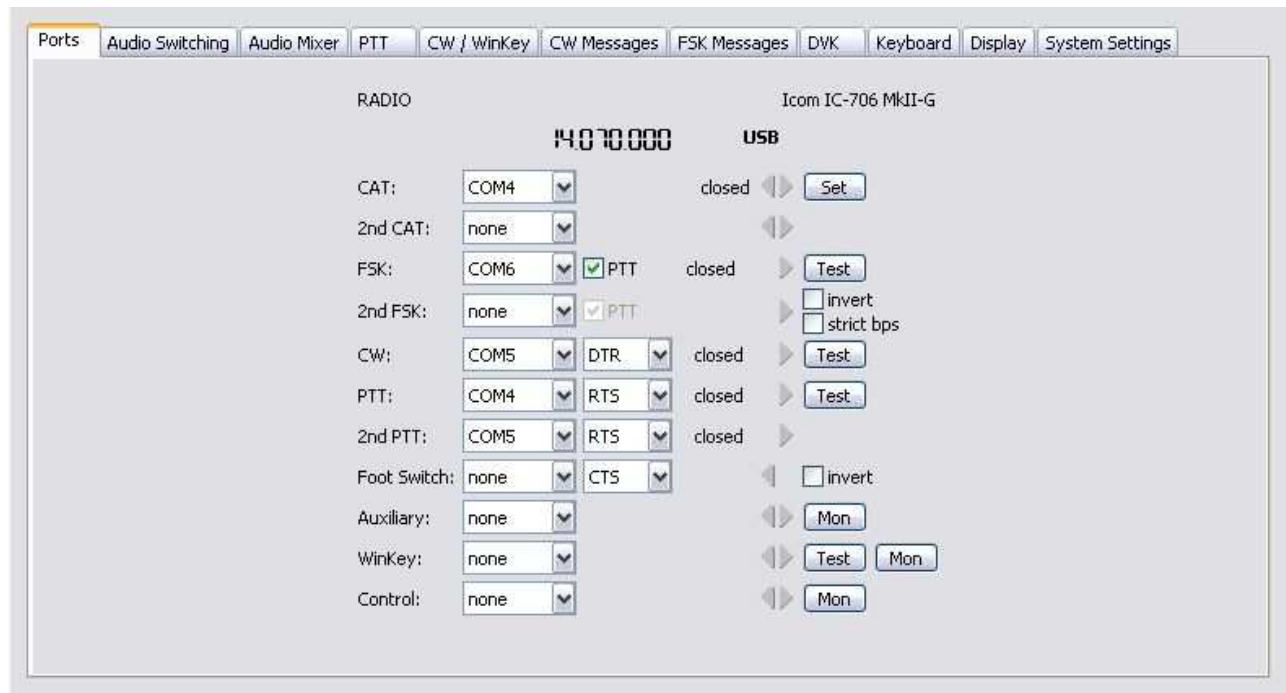 Ports Audio Switching Audio Mixer PTT CW / WinKey CW Messages FSK Messages DVK Keyboard Display System Settings
RADIO Icom IC-706 MkII-G
14.070.000 USB
CAT: COM4 closed Set
2nd CAT: none
FSK: COM6 PTT closed Test
2nd FSK: none PTT invert
strict bps
CW: COM5 DTR closed Test
PTT: COM4 RTS closed Test
2nd PTT: COM5 RTS closed
Foot Switch: none CTS invert
Auxiliary: none Mon
WinKey: none Test Mon
Control: none Mon